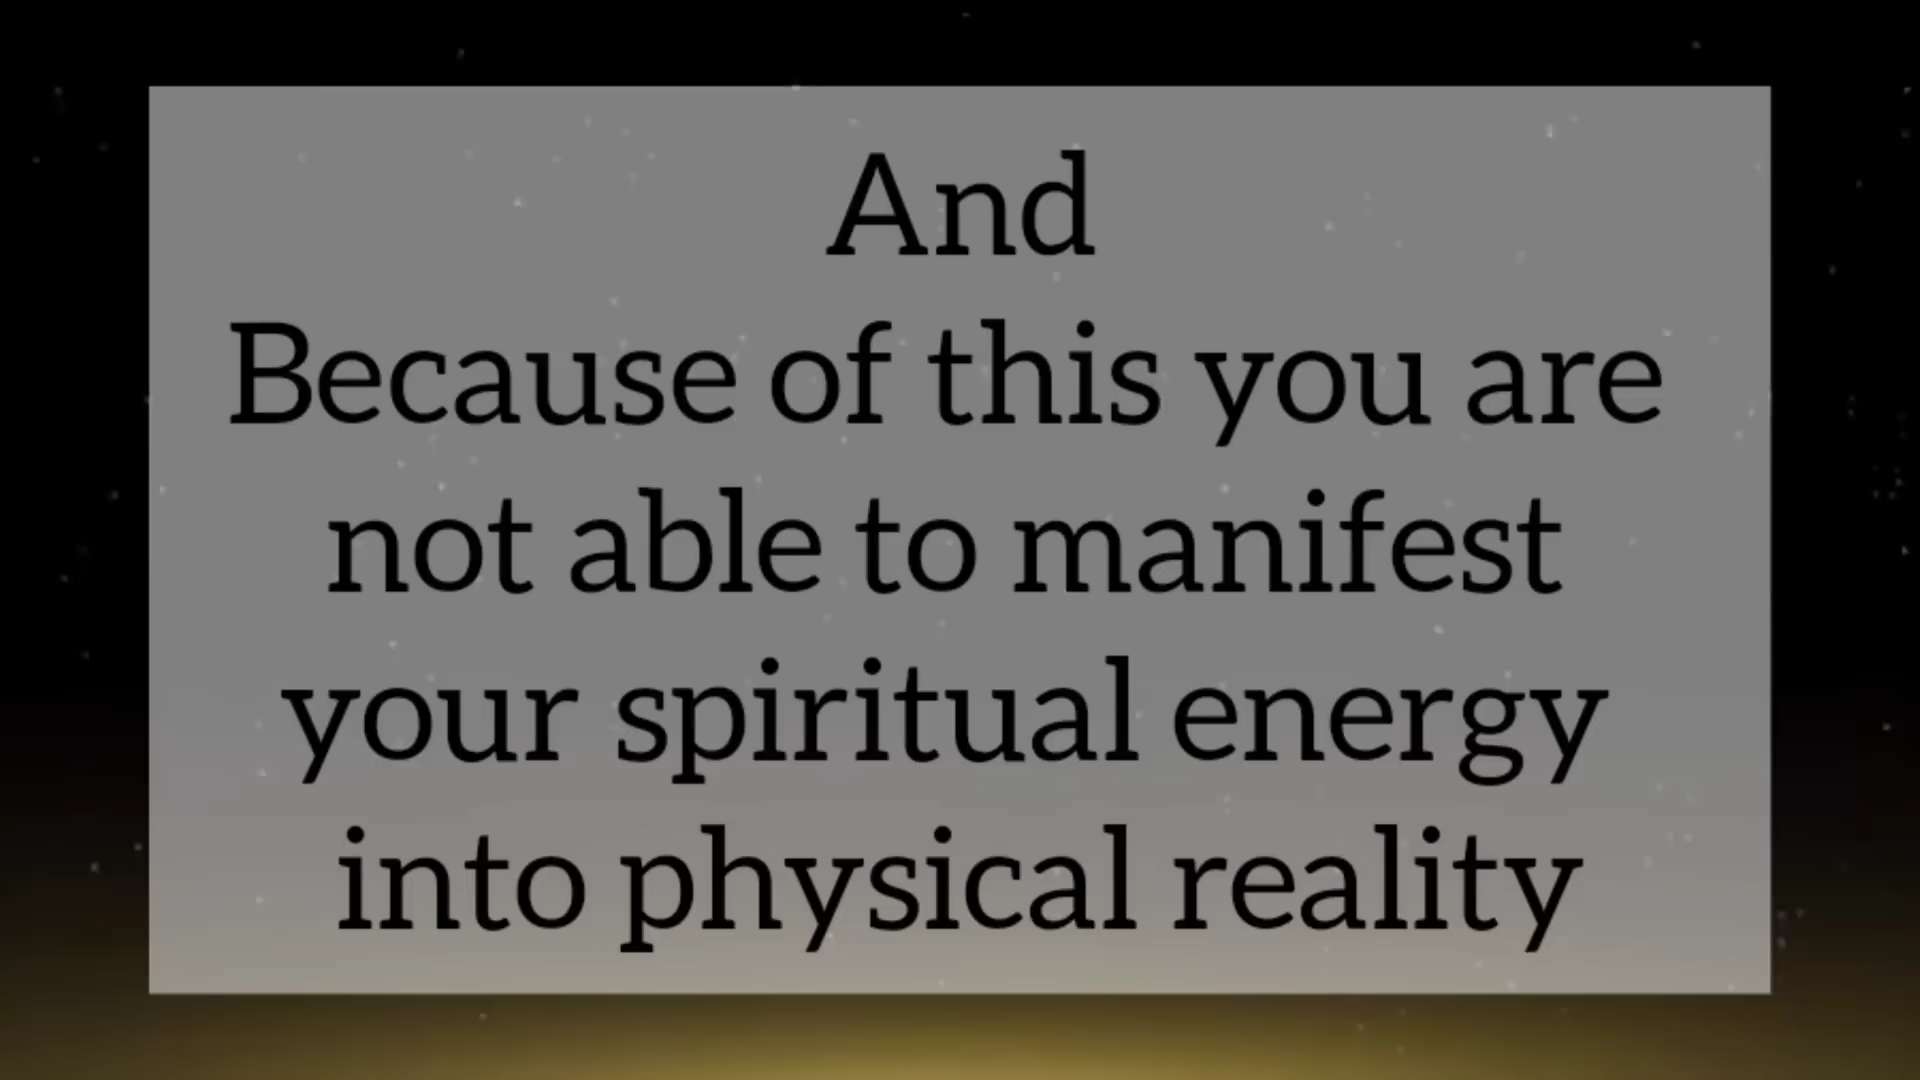 And
Because of this you are
not able to manifest
your spiritual energy
into physical reality